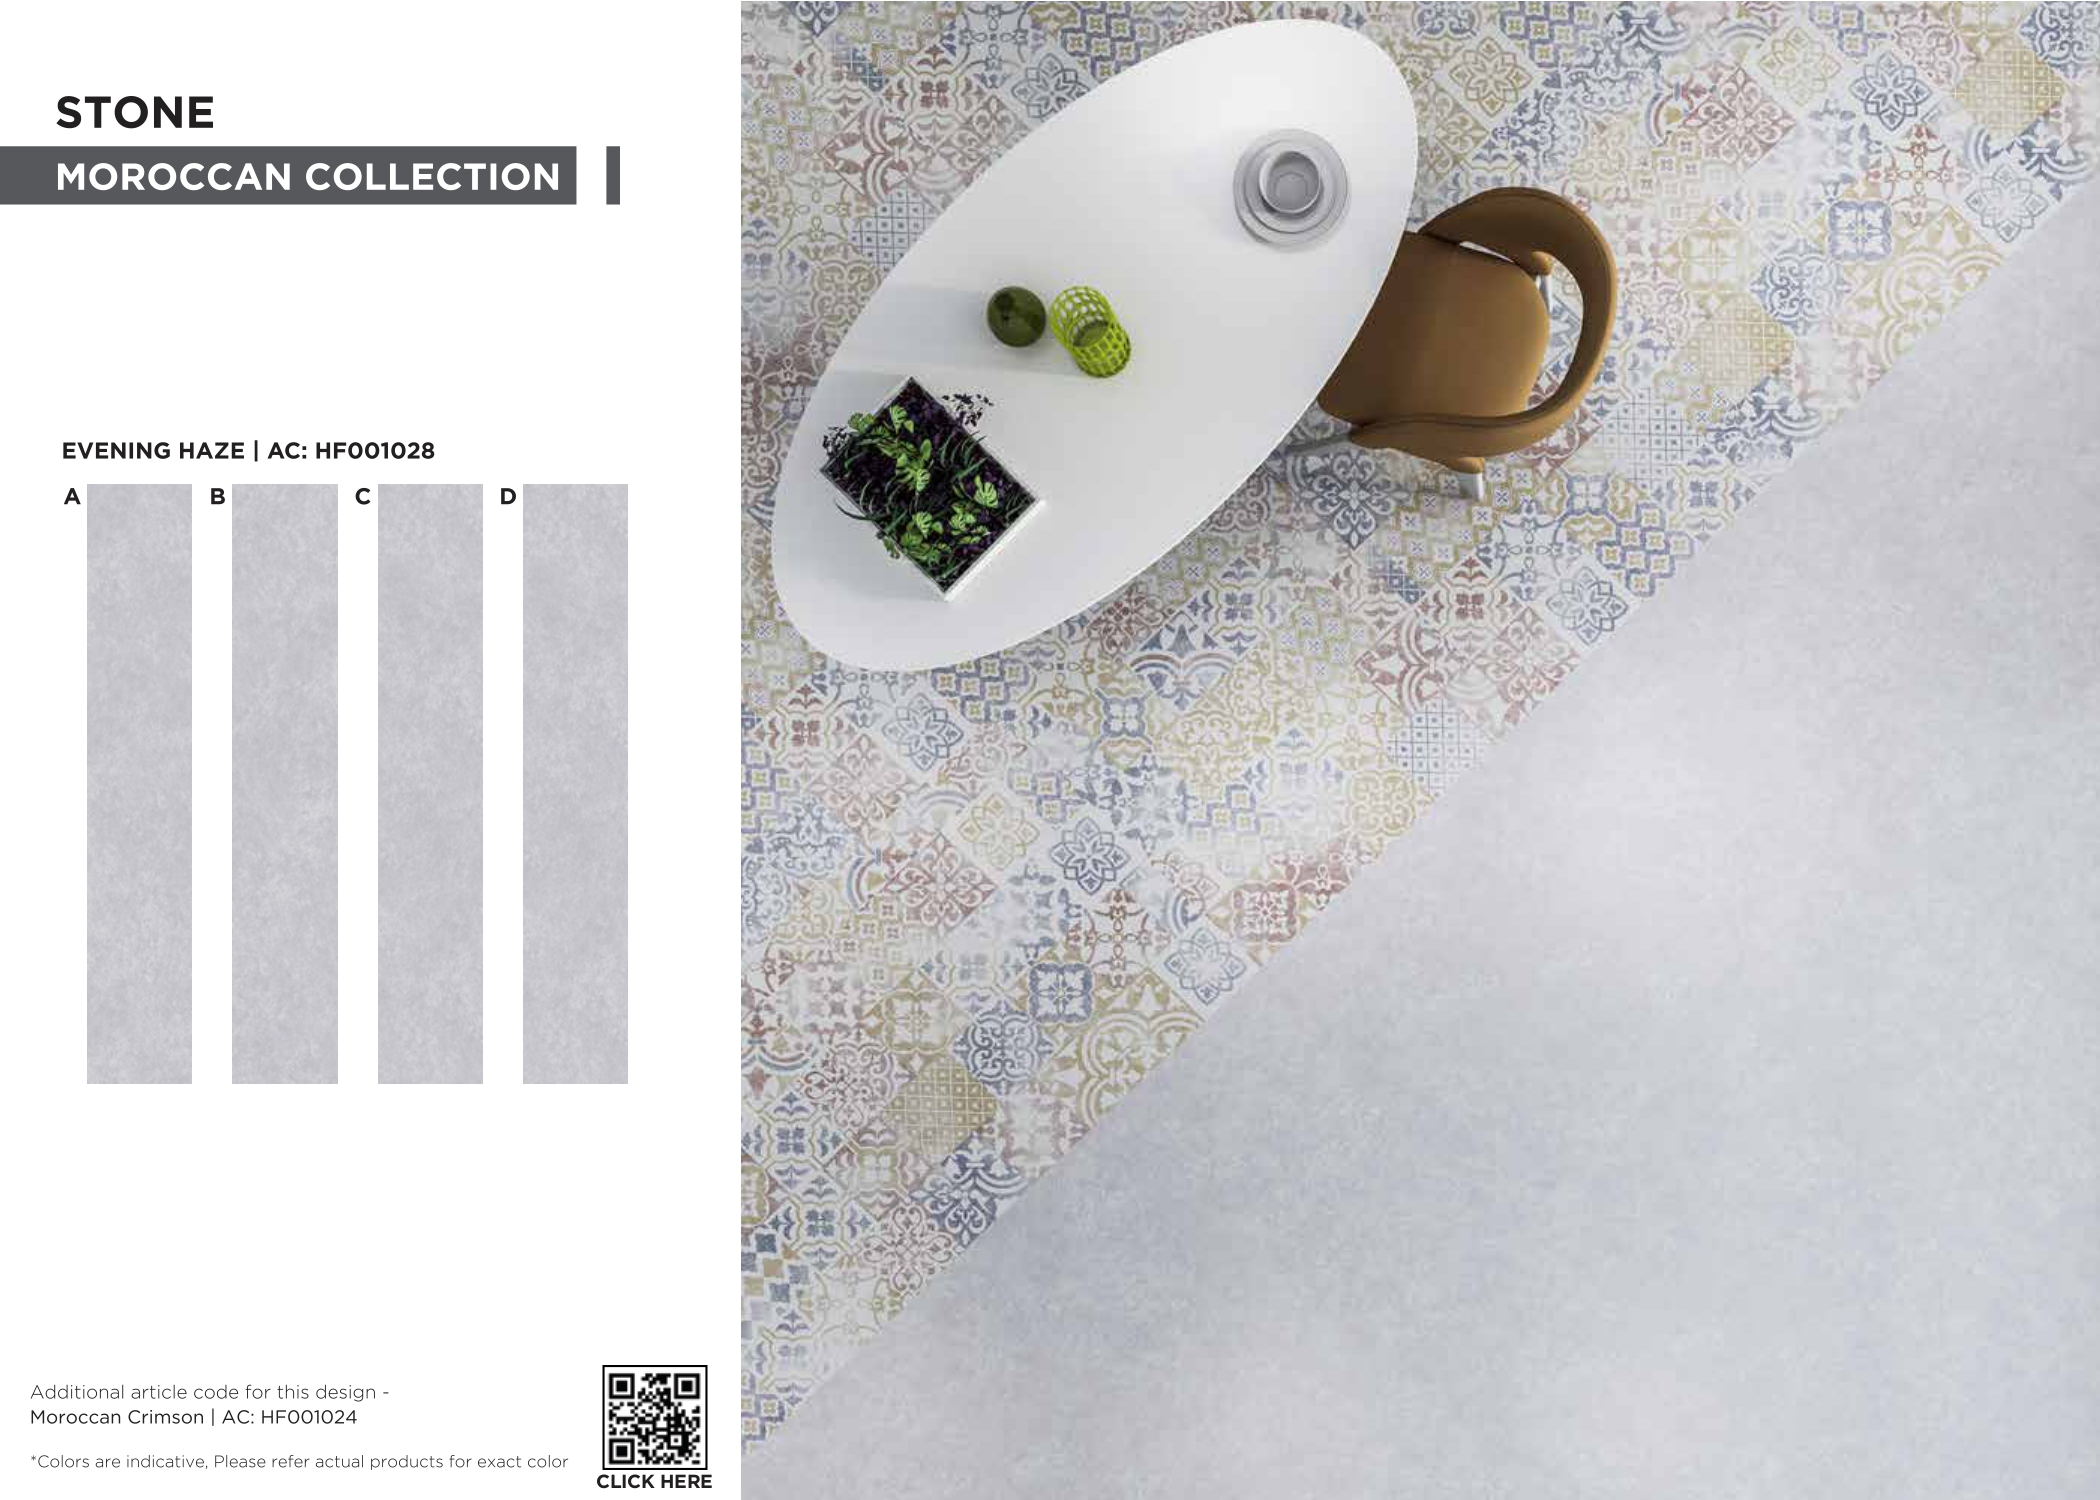 STONE
MOROCCAN COLLECTION
EVENING HAZE | AC: HF001028
A B C D
Additional article code for this design -
Moroccan Crimson | AC: HF001024
*Colors are indicative, Please refer actual products for exact color
CLICK HERE